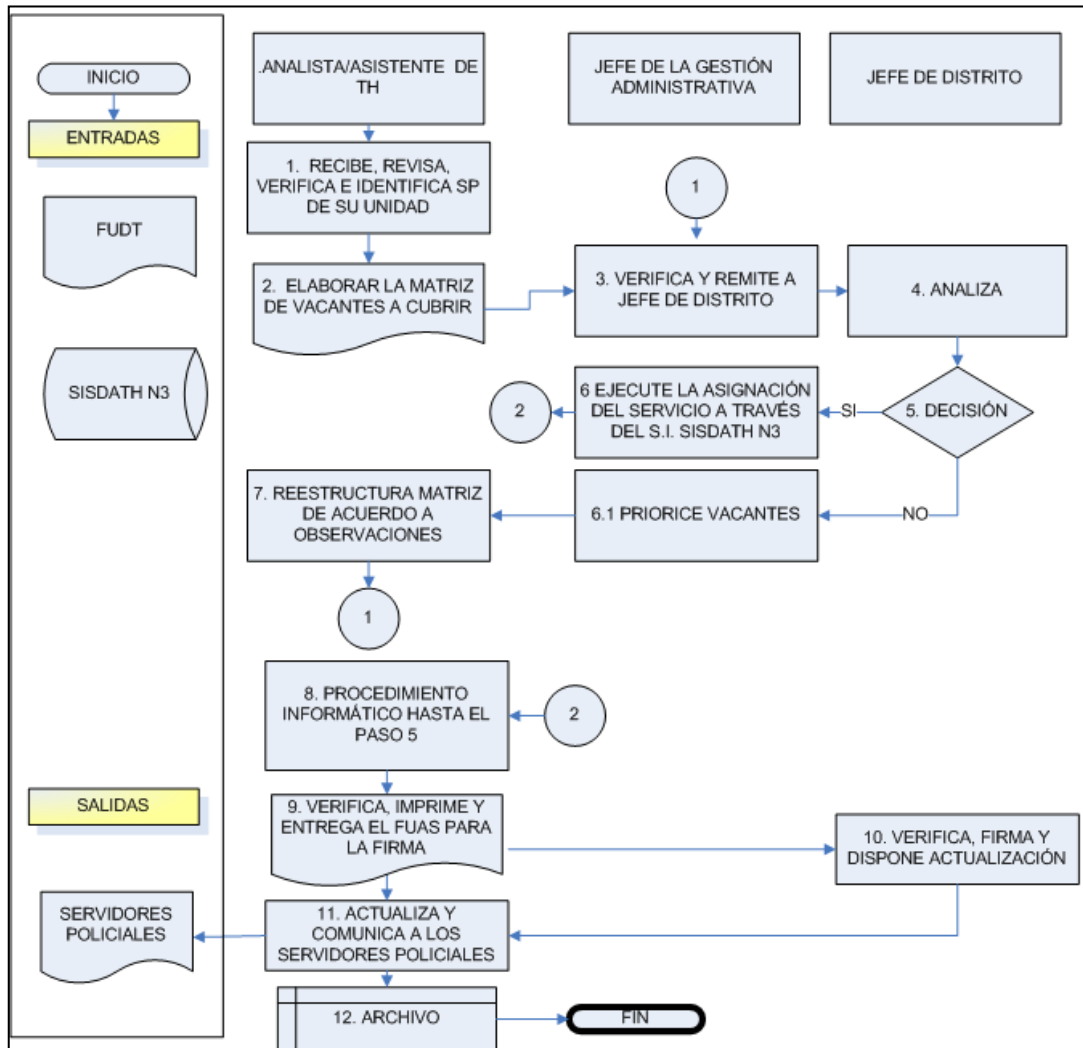 INICIO
ENTRADAS
FUDT
SISDATH N3
SALIDAS
SERVIDORES
POLICIALES
.ANALISTA/ASISTENTE DE
TH
JEFE DE LA GESTIÓN
ADMINISTRATIVA
JEFE DE DISTRITO
1. RECIBE, REVISA,
VERIFICA E IDENTIFICA SP
DE SU UNIDAD
1
2. ELABORAR LA MATRIZ
DE VACANTES A CUBRIR
3. VERIFICA Y REMITE A
JEFE DE DISTRITO
4. ANALIZA
2
6 EJECUTE LA ASIGNACIÓN
DEL SERVICIO A TRAVÉS
DEL S.I. SISDATH N3
SI
5. DECISIÓN
7. REESTRUCTURA MATRIZ
DE ACUERDO A
OBSERVACIONES
6.1 PRIORICE VACANTES
NO
1
8. PROCEDIMIENTO
INFORMÁTICO HASTA EL
PASO 5
2
9. VERIFICA, IMPRIME Y
ENTREGA EL FUAS PARA
LA FIRMA
10. VERIFICA, FIRMA Y
DISPONE ACTUALIZACIÓN
11. ACTUALIZA Y
COMUNICA A LOS
SERVIDORES POLICIALES
12. ARCHIVO
FIN